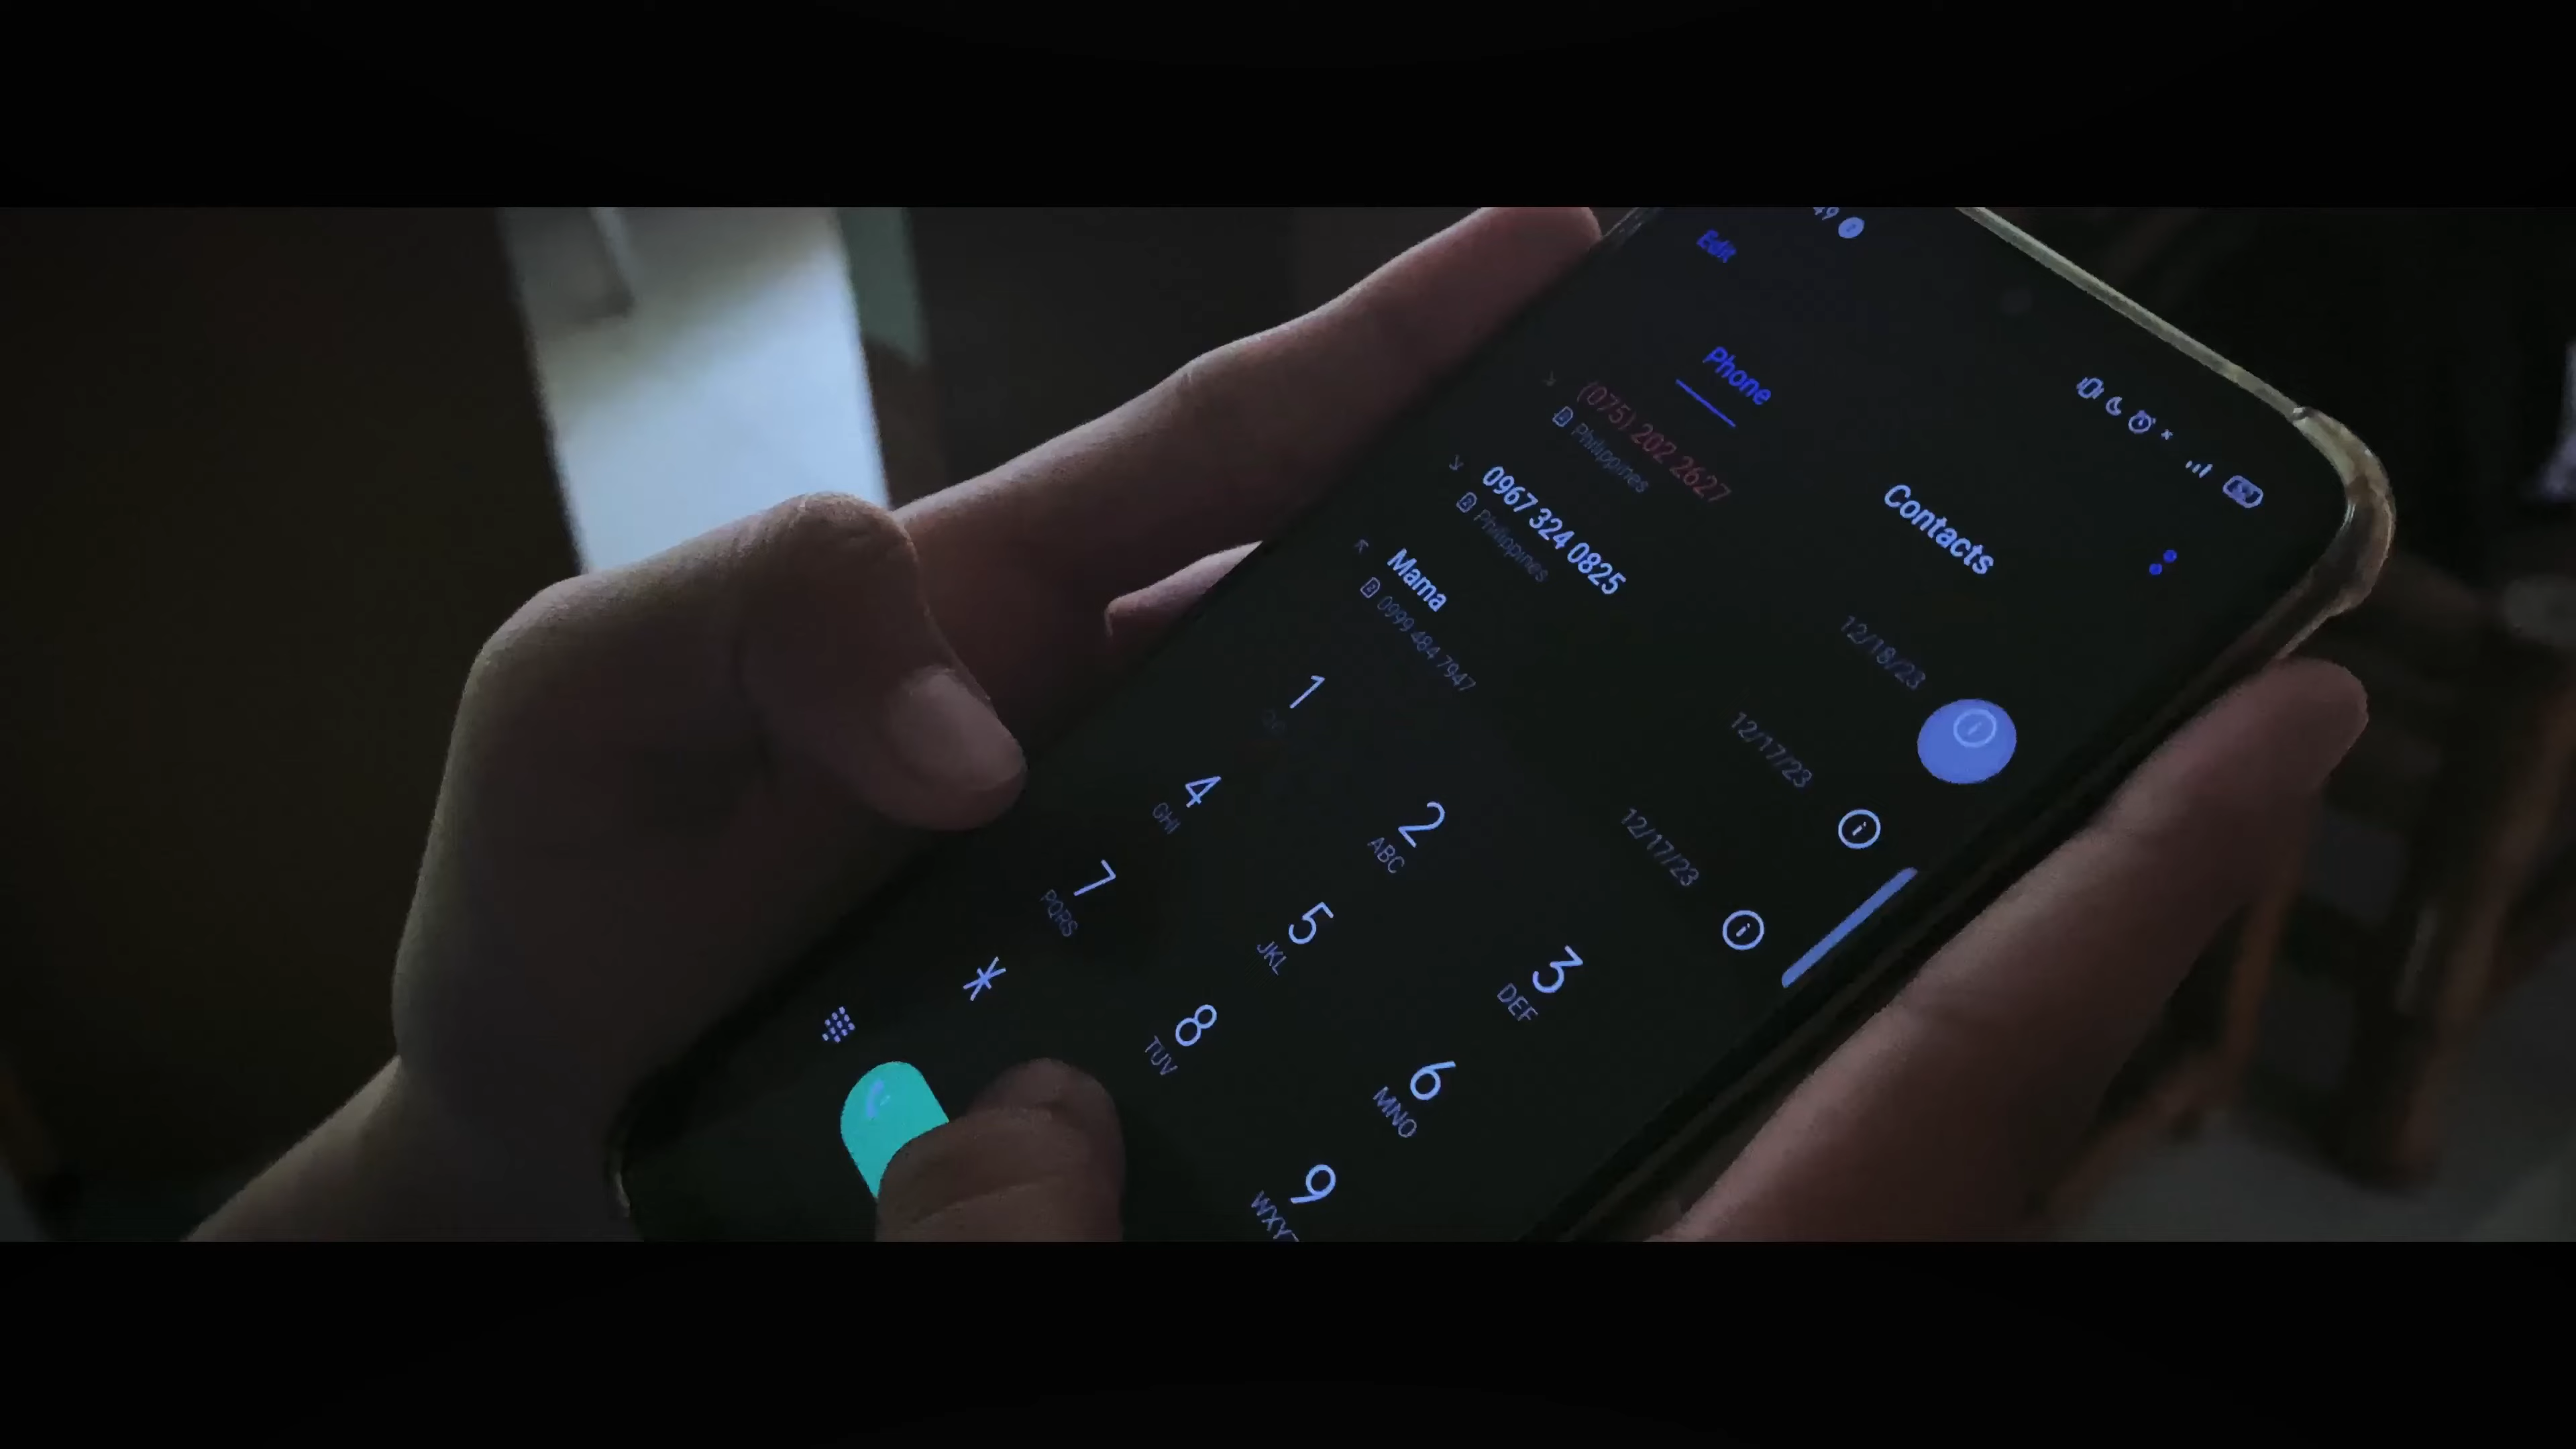 49
Edit
Phone
Contacts
(075) 202 2627
Philippines
12/18/23
0967 324 0825
Philippines
12/17/23
Mama
0999 484 7947
12/17/23
1
2
ABC
3
DEF
4
GHI
5
JKL
6
MNO
7
PQRS
8
TUV
9
*